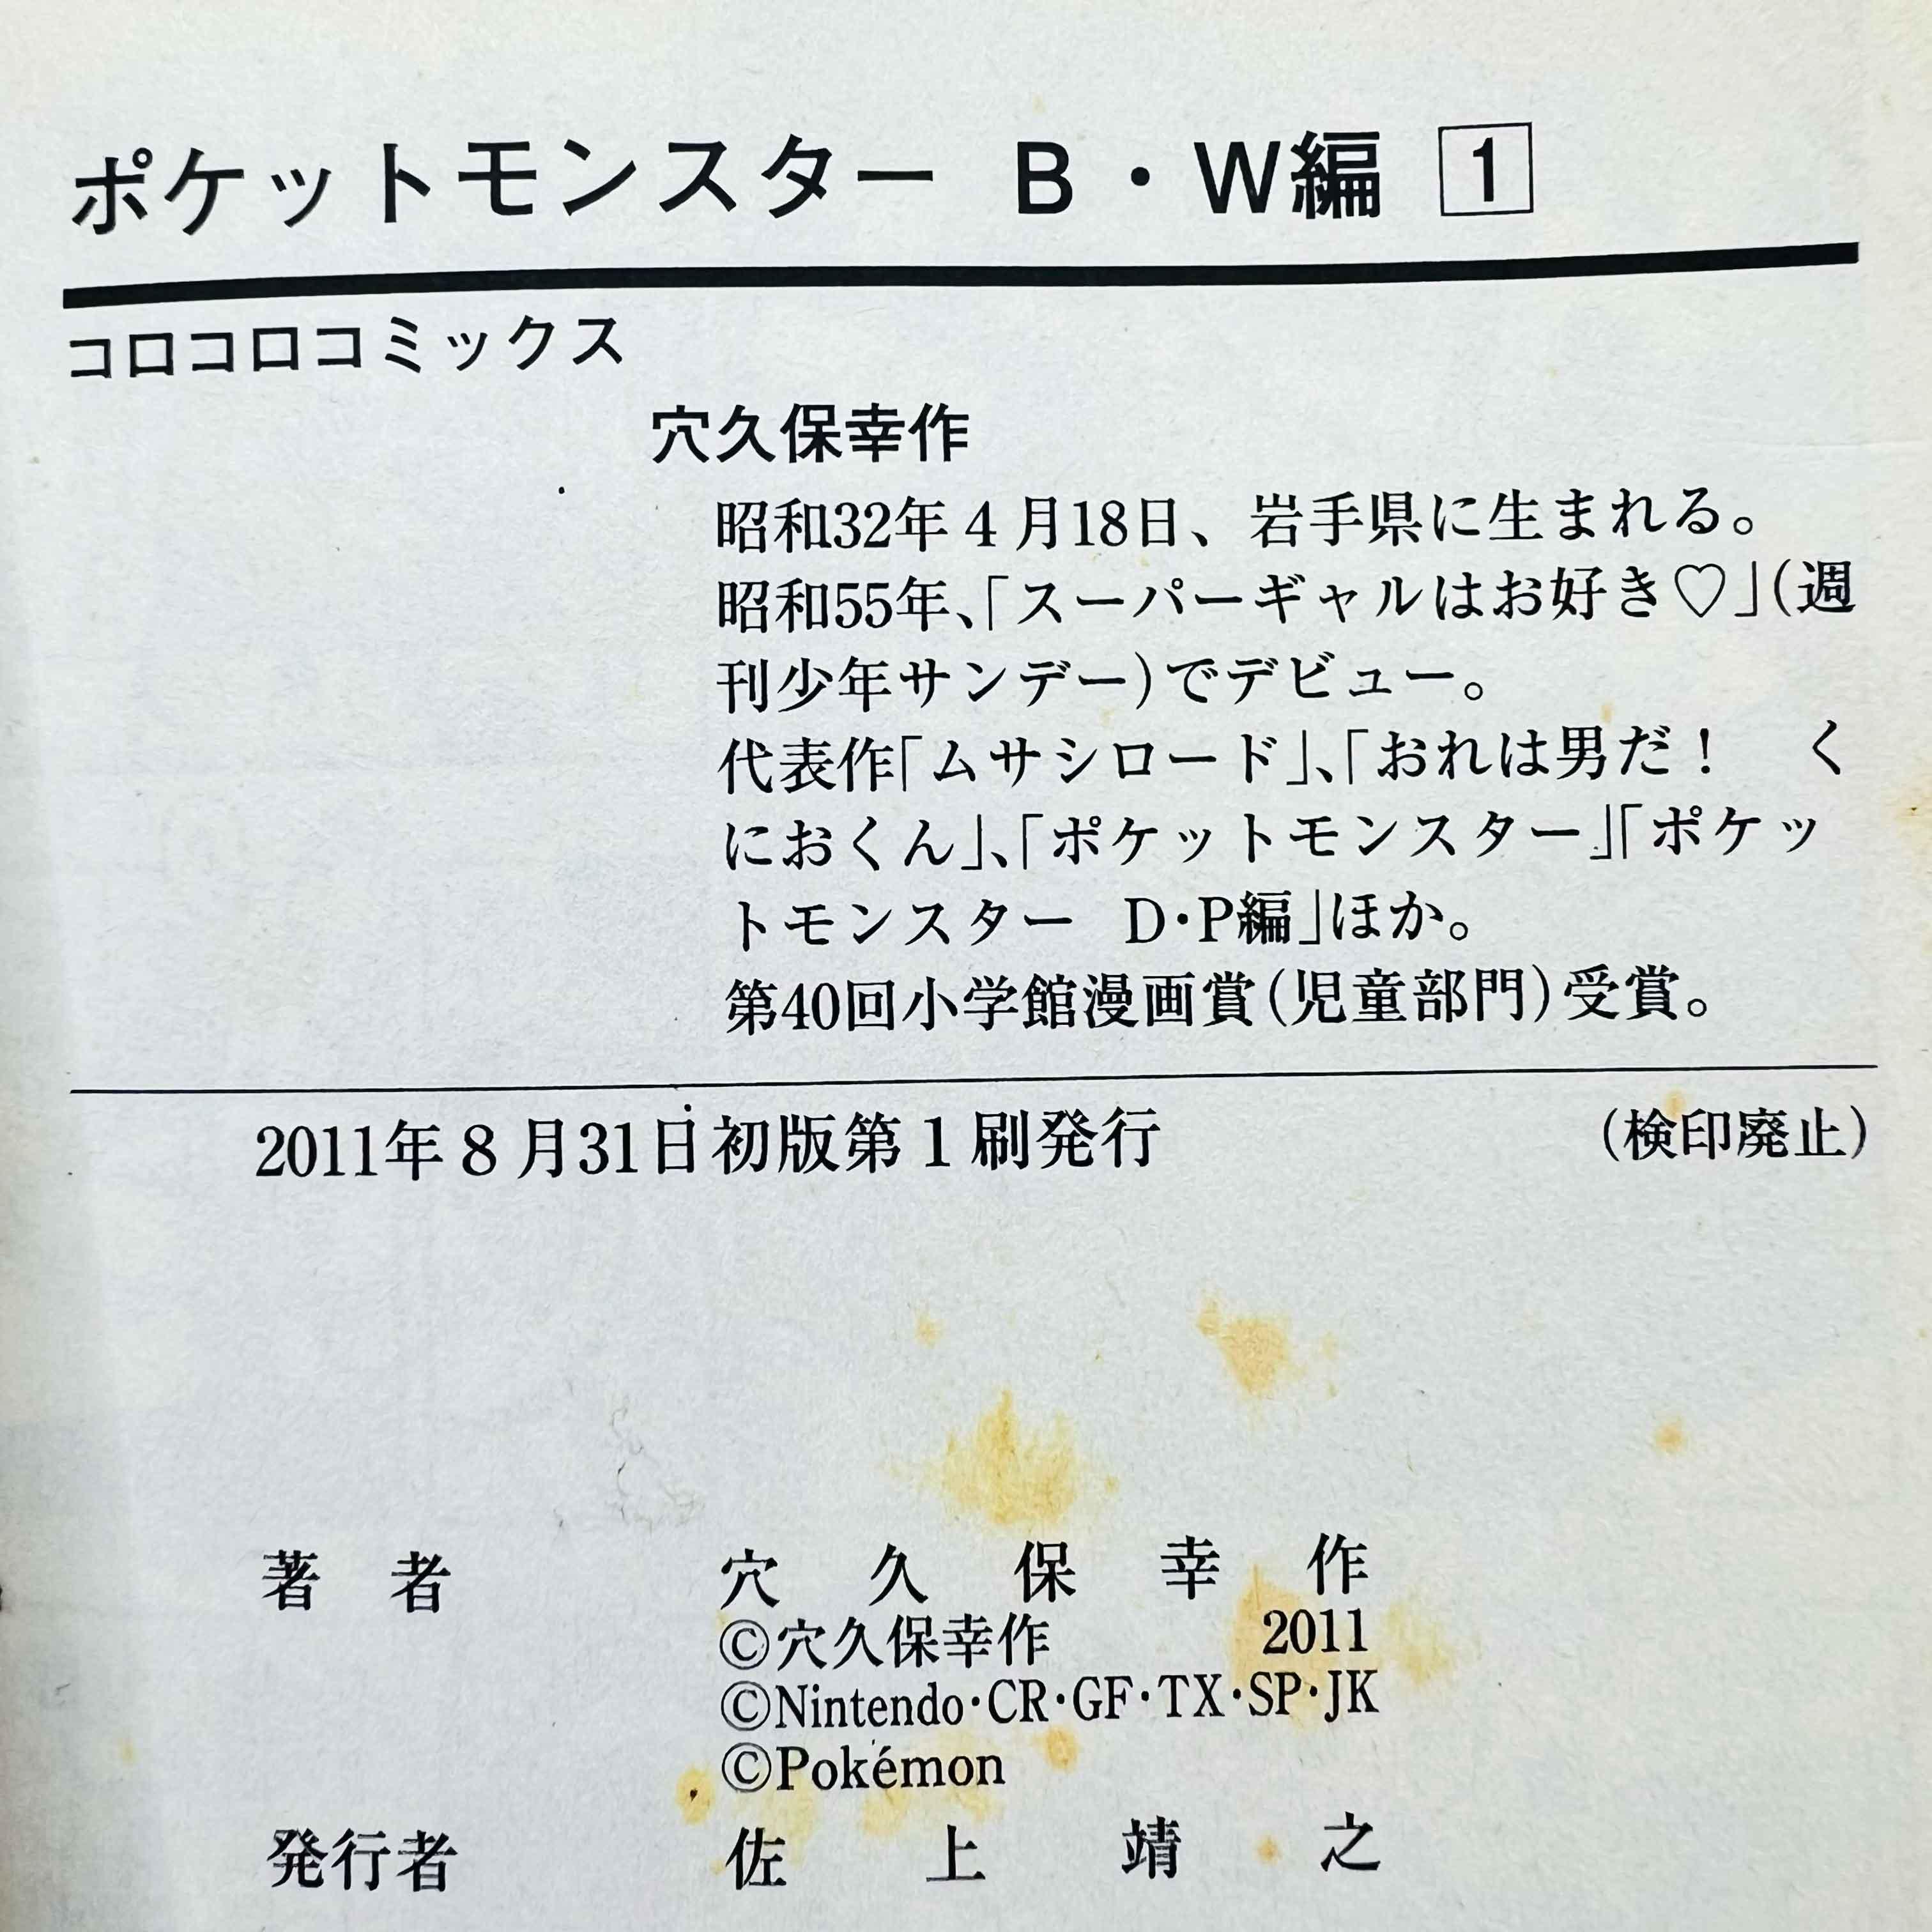 ポケットモンスター B・W編 1
コロコロコミックス
穴久保幸作
昭和32年4月18日、岩手県に生まれる。
昭和55年、「スーパーギャルはお好き♡」(週
刊少年サンデー)でデビュー。
代表作「ムサシロード」、「おれは男だ！　く
におくん」、「ポケットモンスター」「ポケッ
トモンスター D・P編」ほか。
第40回小学館漫画賞(児童部門)受賞。
2011年8月31日初版第1刷発行 (検印廃止)
著者 穴久保幸作
©穴久保幸作 2011
©Nintendo・CR・GF・TX・SP・JK
©Pokémon
発行者 佐上靖之